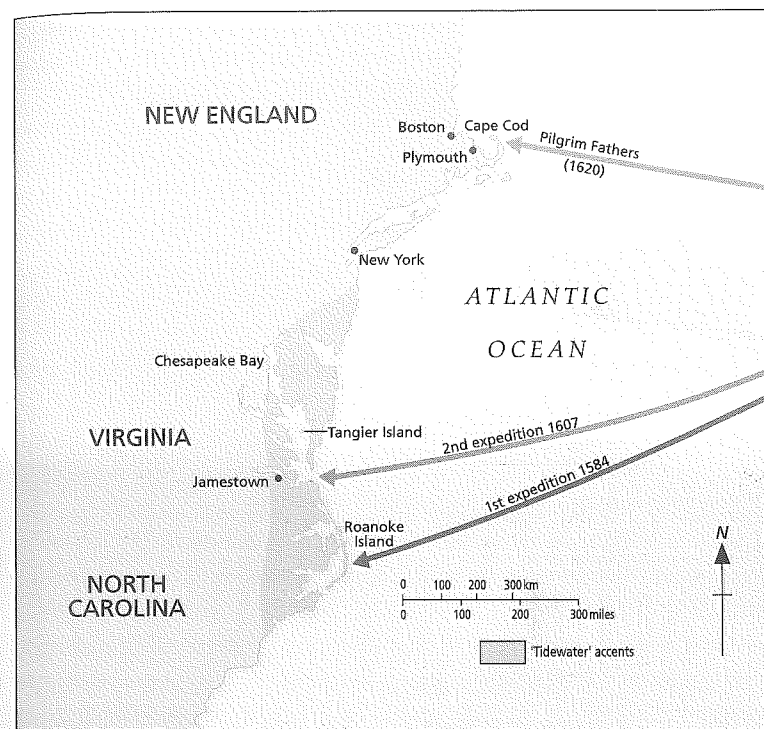 NEW ENGLAND
Boston
Cape Cod
Plymouth
Pilgrim Fathers
(1620)
New York
ATLANTIC
OCEAN
Chesapeake Bay
VIRGINIA
Tangier Island
2nd expedition 1607
Jamestown
1st expedition 1584
Roanoke
Island
N
NORTH
CAROLINA
0 100 200 300 km
0 100 200 300 miles
'Tidewater' accents